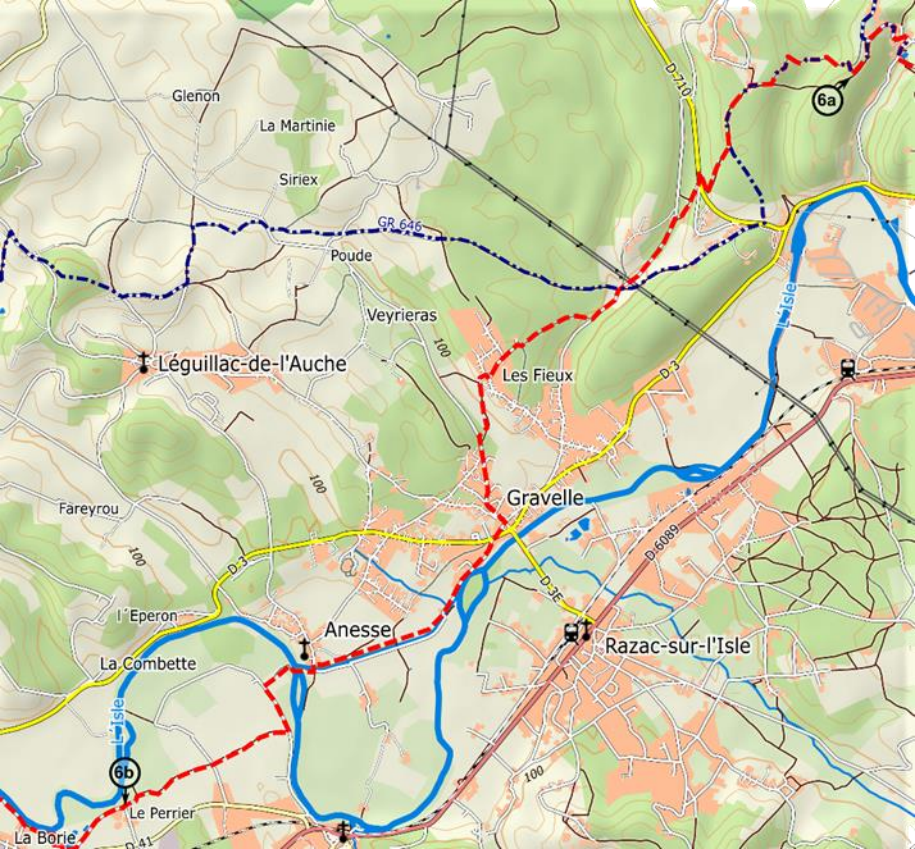 D 710
6a
Glenon
La Martinie
Siriex
GR 646
Poude
L´Isle
Veyrieras
100
Léguillac-de-l'Auche
Les Fieux
D 3
100
Gravelle
Fareyrou
D 6089
100
D 3
D 3E
l´Eperon
Anesse
Razac-sur-l'Isle
La Combette
L´Isle
6b
100
Le Perrier
La Borie
D 41